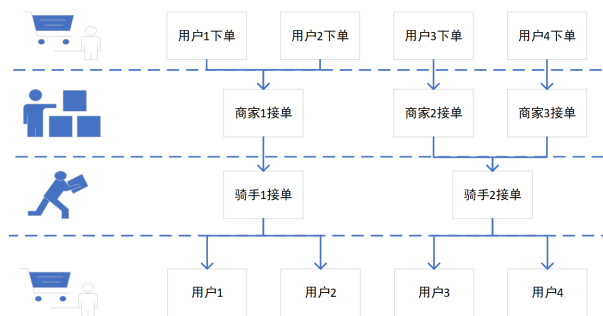 用户1下单
用户2下单
用户3下单
用户4下单
商家1接单
商家2接单
商家3接单
骑手1接单
骑手2接单
用户1
用户2
用户3
用户4